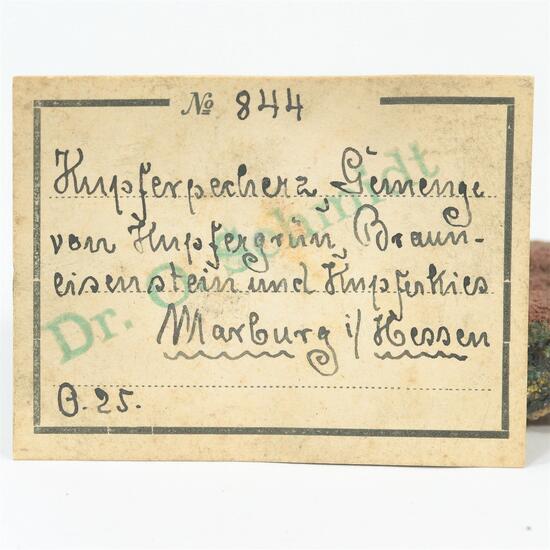 № 844
Kupferpecherz, Gemenge
von Kupfergrün, Braun-
eisenstein und Kupferkies
Marburg i/ Hessen
O. 25.
Dr. O. Schmidt